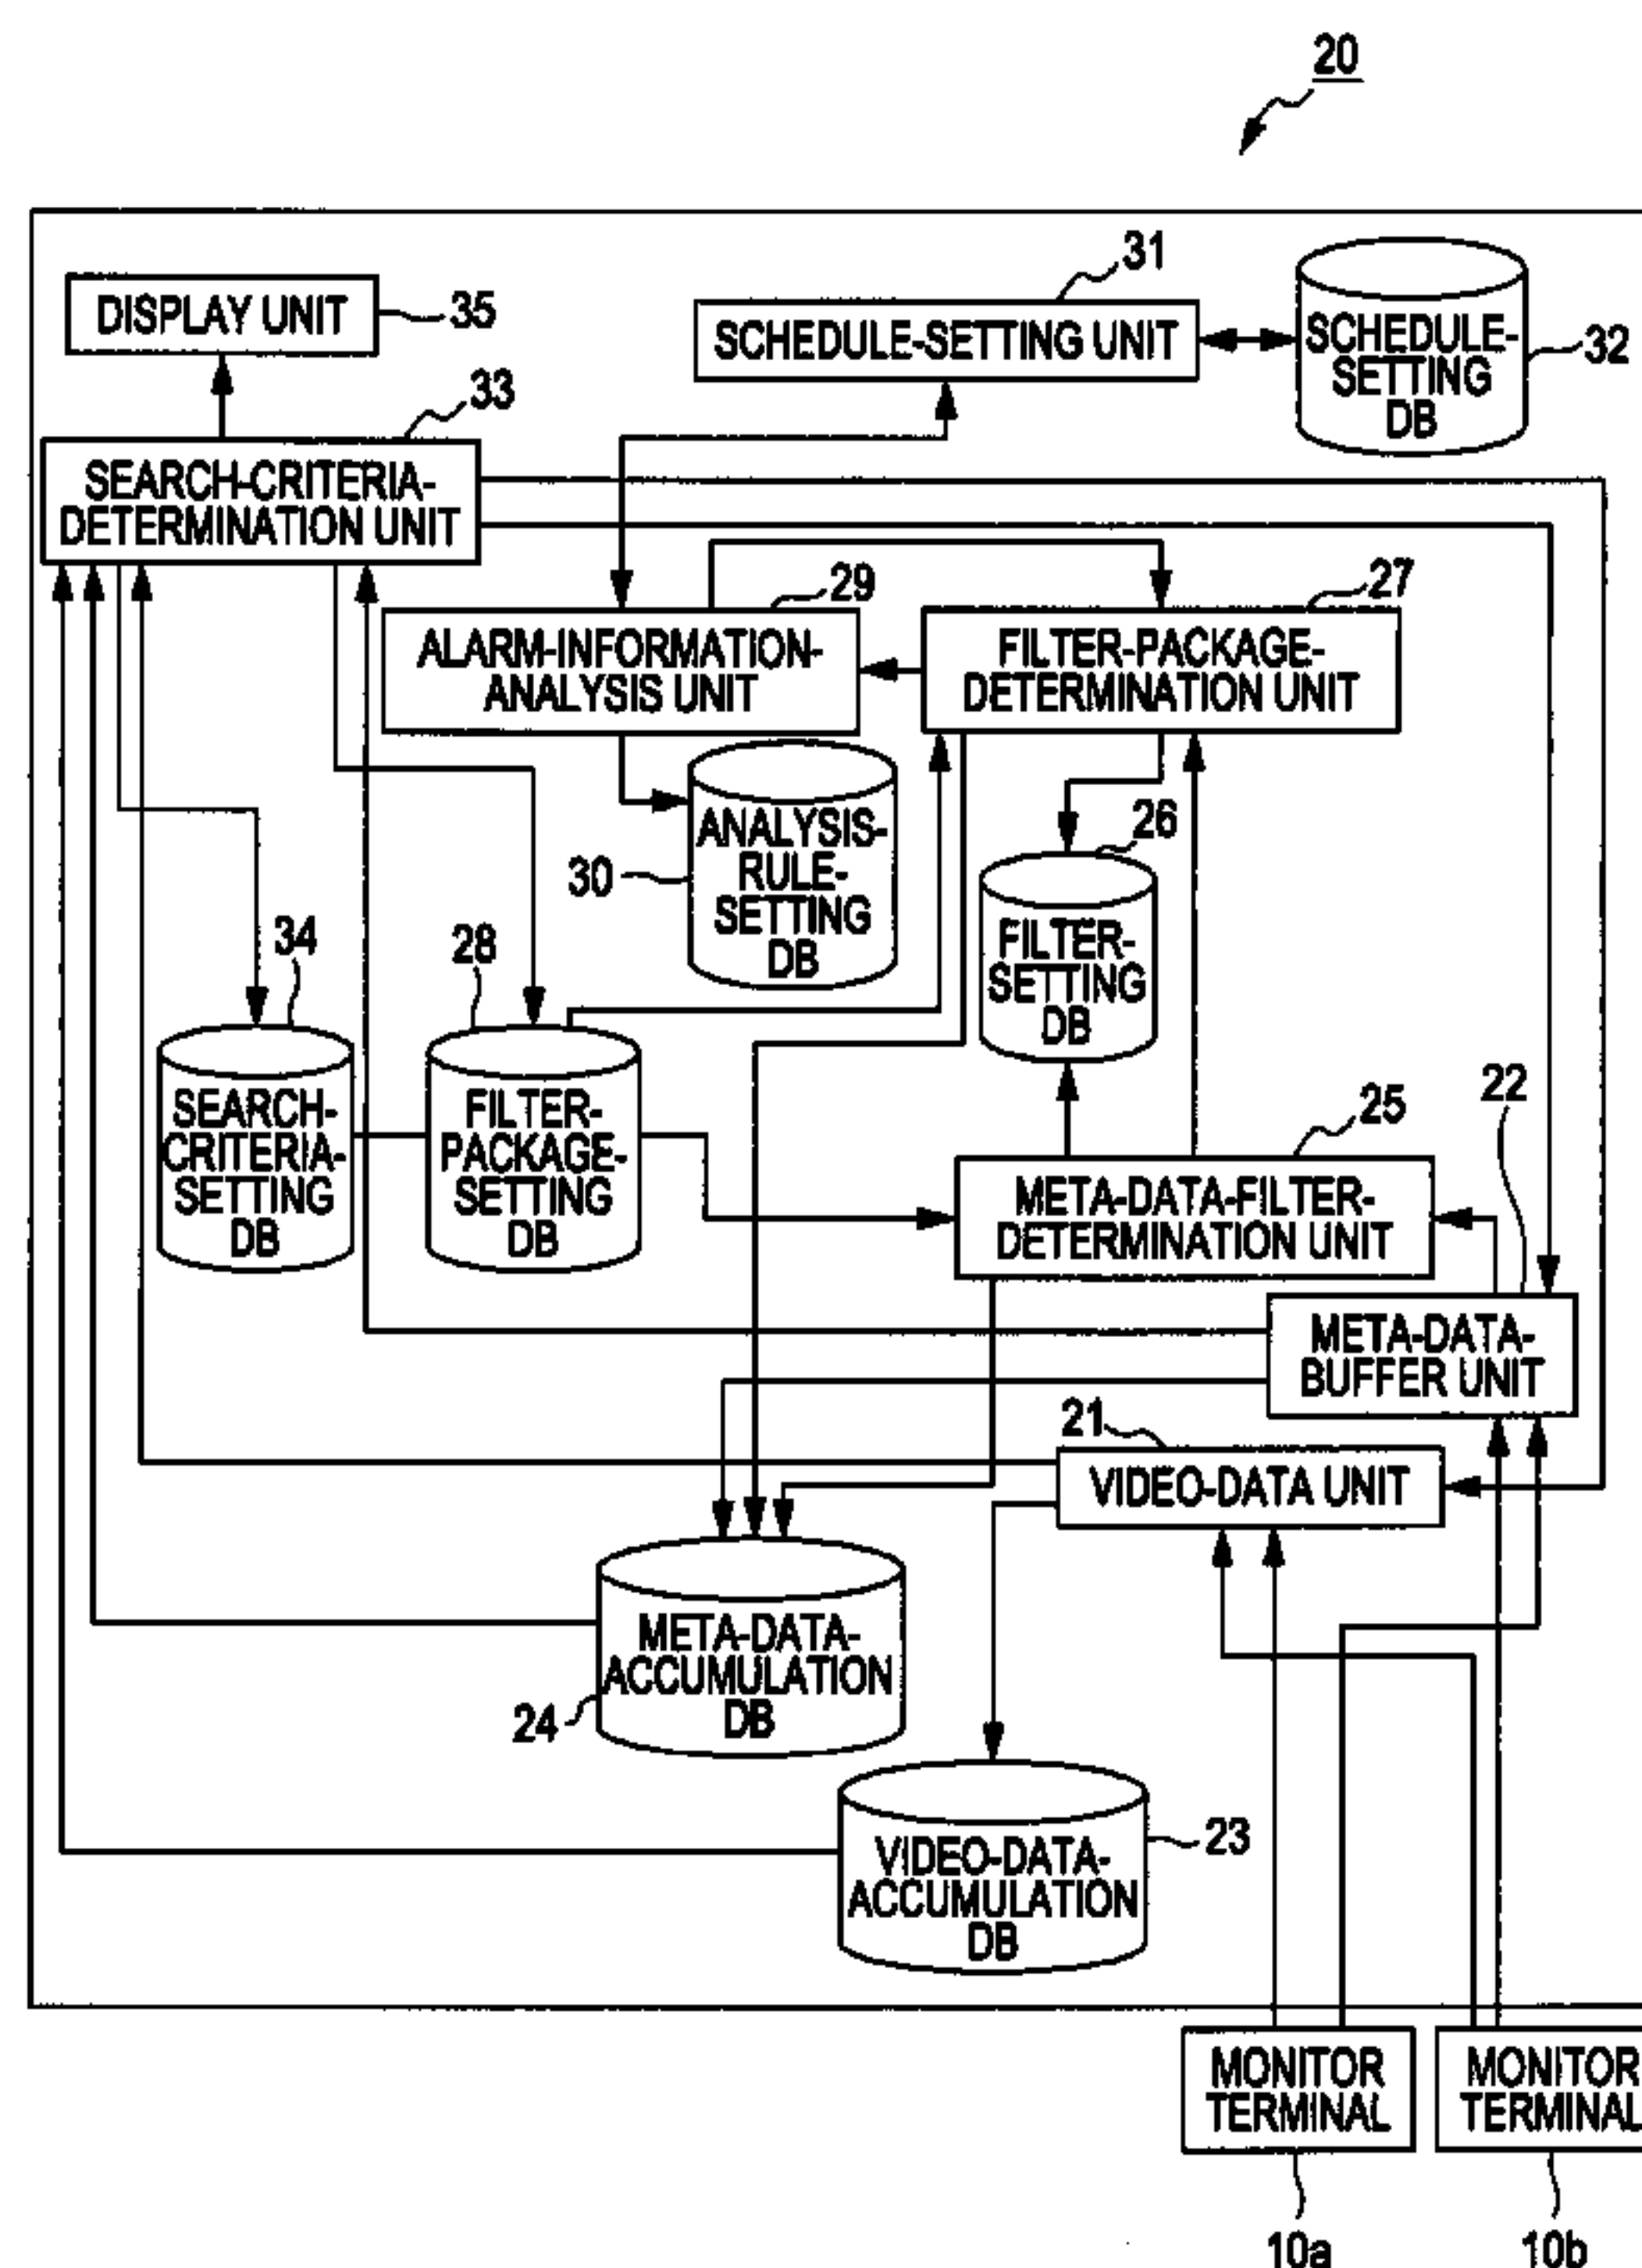 20
31
DISPLAY UNIT
35
SCHEDULE-SETTING UNIT
SCHEDULE-
SETTING
DB
32
33
SEARCH-CRITERIA-
DETERMINATION UNIT
29
27
ALARM-INFORMATION-
ANALYSIS UNIT
FILTER-PACKAGE-
DETERMINATION UNIT
30
ANALYSIS-
RULE-
SETTING
DB
26
FILTER-
SETTING
DB
34
28
SEARCH-
CRITERIA-
SETTING
DB
FILTER-
PACKAGE-
SETTING
DB
25
22
META-DATA-FILTER-
DETERMINATION UNIT
META-DATA-
BUFFER UNIT
21
VIDEO-DATA UNIT
META-DATA-
ACCUMULATION
DB
24
VIDEO-DATA-
ACCUMULATION
DB
23
MONITOR
TERMINAL
MONITOR
TERMINAL
10a
10b